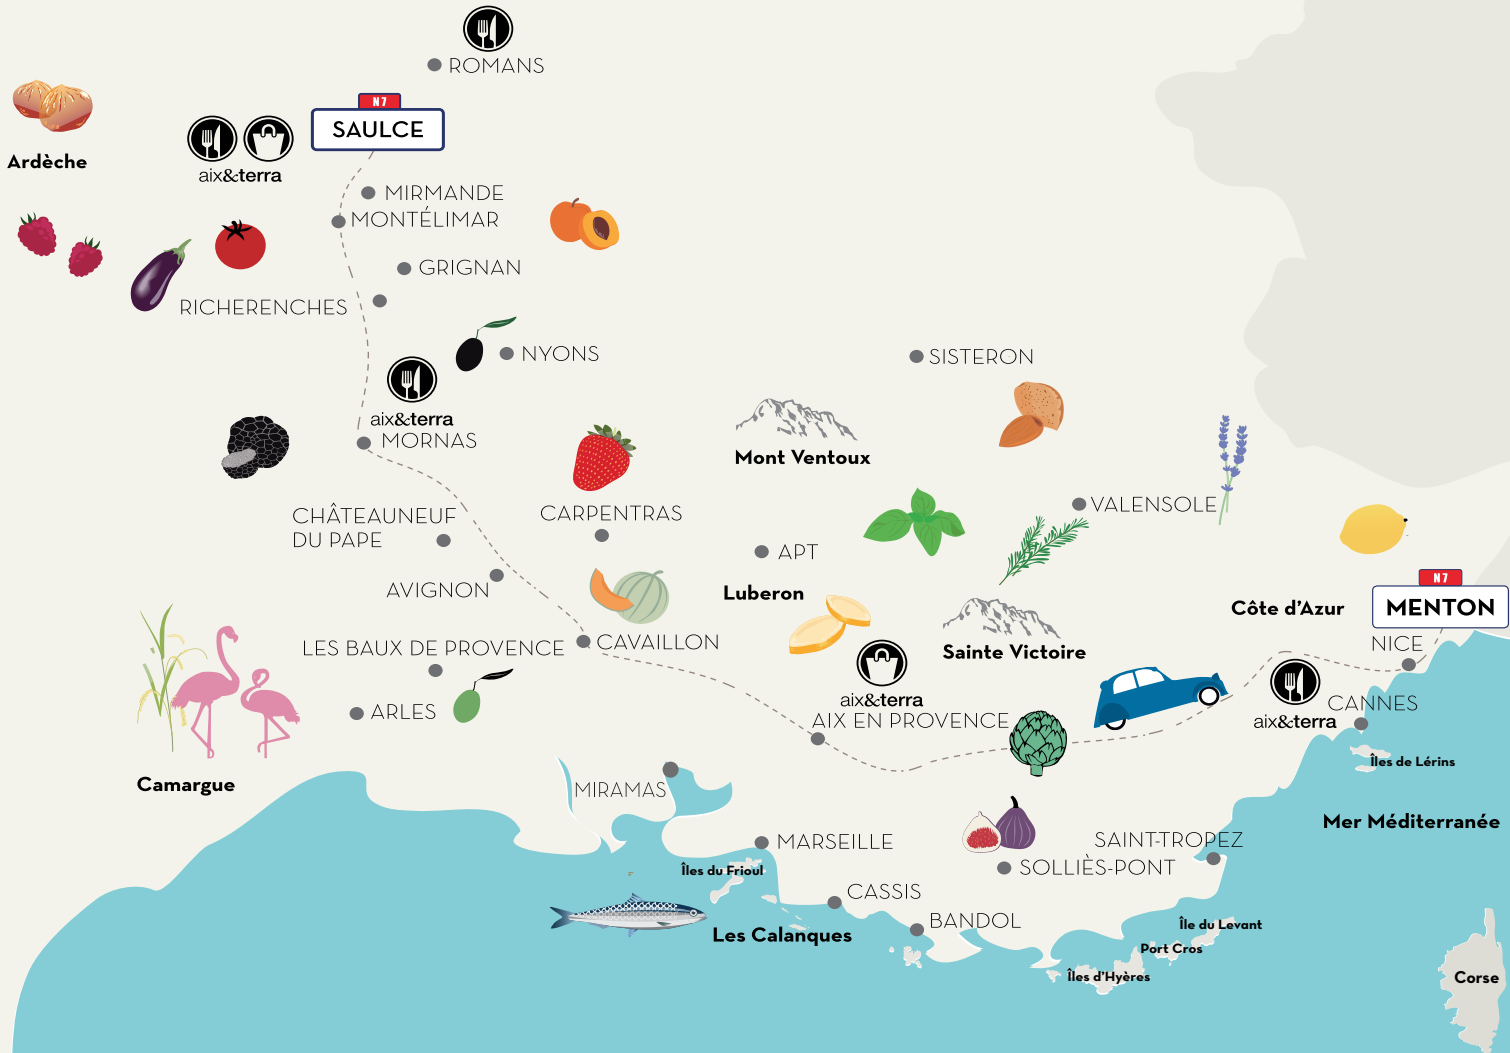 ROMANS
N7
SAULCE
Ardèche
aix&terra
MIRMANDE
MONTÉLIMAR
GRIGNAN
RICHERENCHES
NYONS
SISTERON
aix&terra
MORNAS
Mont Ventoux
VALENSOLE
CHÂTEAUNEUF
DU PAPE
CARPENTRAS
APT
AVIGNON
Luberon
N7
MENTON
Côte d'Azur
LES BAUX DE PROVENCE
CAVAILLON
Sainte Victoire
NICE
ARLES
aix&terra
AIX EN PROVENCE
aix&terra
CANNES
Îles de Lérins
Camargue
MIRAMAS
Mer Méditerranée
MARSEILLE
SAINT-TROPEZ
Îles du Frioul
SOLLIÈS-PONT
CASSIS
BANDOL
Île du Levant
Les Calanques
Port Cros
Îles d'Hyères
Corse